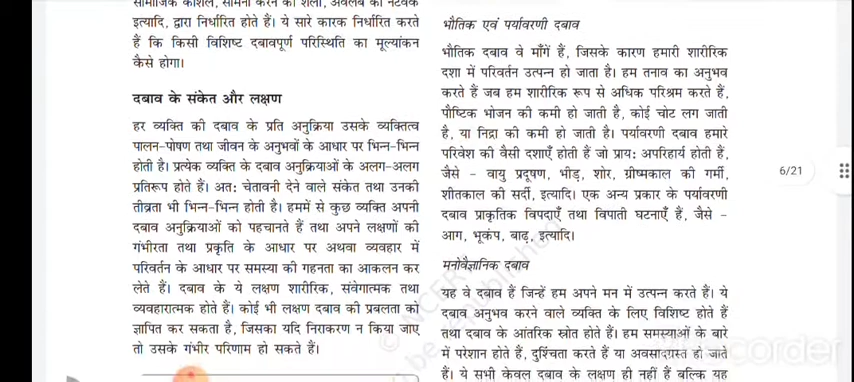 सामाजिक कौशल, सामना करने की शैली, अवलंब का नेटवर्क
इत्यादि, द्वारा निर्धारित होते हैं। ये सारे कारक निर्धारित करते
हैं कि किसी विशिष्ट दबावपूर्ण परिस्थिति का मूल्यांकन
कैसे होगा।
दबाव के संकेत और लक्षण
हर व्यक्ति की दबाव के प्रति अनुक्रिया उसके व्यक्तित्व
पालन-पोषण तथा जीवन के अनुभवों के आधार पर भिन्न-भिन्न
होती है। प्रत्येक व्यक्ति के दबाव अनुक्रियाओं के अलग-अलग
प्रतिरूप होते हैं। अतः चेतावनी देने वाले संकेत तथा उनकी
तीव्रता भी भिन्न-भिन्न होती है। हममें से कुछ व्यक्ति अपनी
दबाव अनुक्रियाओं को पहचानते हैं तथा अपने लक्षणों की
गंभीरता तथा प्रकृति के आधार पर अथवा व्यवहार में
परिवर्तन के आधार पर समस्या की गहनता का आकलन कर
लेते हैं। दबाव के ये लक्षण शारीरिक, संवेगात्मक तथा
व्यवहारात्मक होते हैं। कोई भी लक्षण दबाव की प्रबलता को
ज्ञापित कर सकता है, जिसका यदि निराकरण न किया जाए
तो उसके गंभीर परिणाम हो सकते हैं।
भौतिक एवं पर्यावरणी दबाव
भौतिक दबाव वे माँगें हैं, जिसके कारण हमारी शारीरिक
दशा में परिवर्तन उत्पन्न हो जाता है। हम तनाव का अनुभव
करते हैं जब हम शारीरिक रूप से अधिक परिश्रम करते हैं,
पौष्टिक भोजन की कमी हो जाती है, कोई चोट लग जाती
है, या निद्रा की कमी हो जाती है। पर्यावरणी दबाव हमारे
परिवेश की वैसी दशाएँ होती हैं जो प्रायः अपरिहार्य होती हैं,
जैसे - वायु प्रदूषण, भीड़, शोर, ग्रीष्मकाल की गर्मी,
शीतकाल की सर्दी, इत्यादि। एक अन्य प्रकार के पर्यावरणी
दबाव प्राकृतिक विपदाएँ तथा विपाती घटनाएँ हैं, जैसे -
आग, भूकंप, बाढ़, इत्यादि।
मनोवैज्ञानिक दबाव
यह वे दबाव हैं जिन्हें हम अपने मन में उत्पन्न करते हैं। ये
दबाव अनुभव करने वाले व्यक्ति के लिए विशिष्ट होते हैं
तथा दबाव के आंतरिक स्रोत होते हैं। हम समस्याओं के बारे
में परेशान होते हैं, दुश्चिंता करते हैं या अवसादग्रस्त हो जाते
हैं। ये सभी केवल दबाव के लक्षण ही नहीं हैं बल्कि यह
6/21